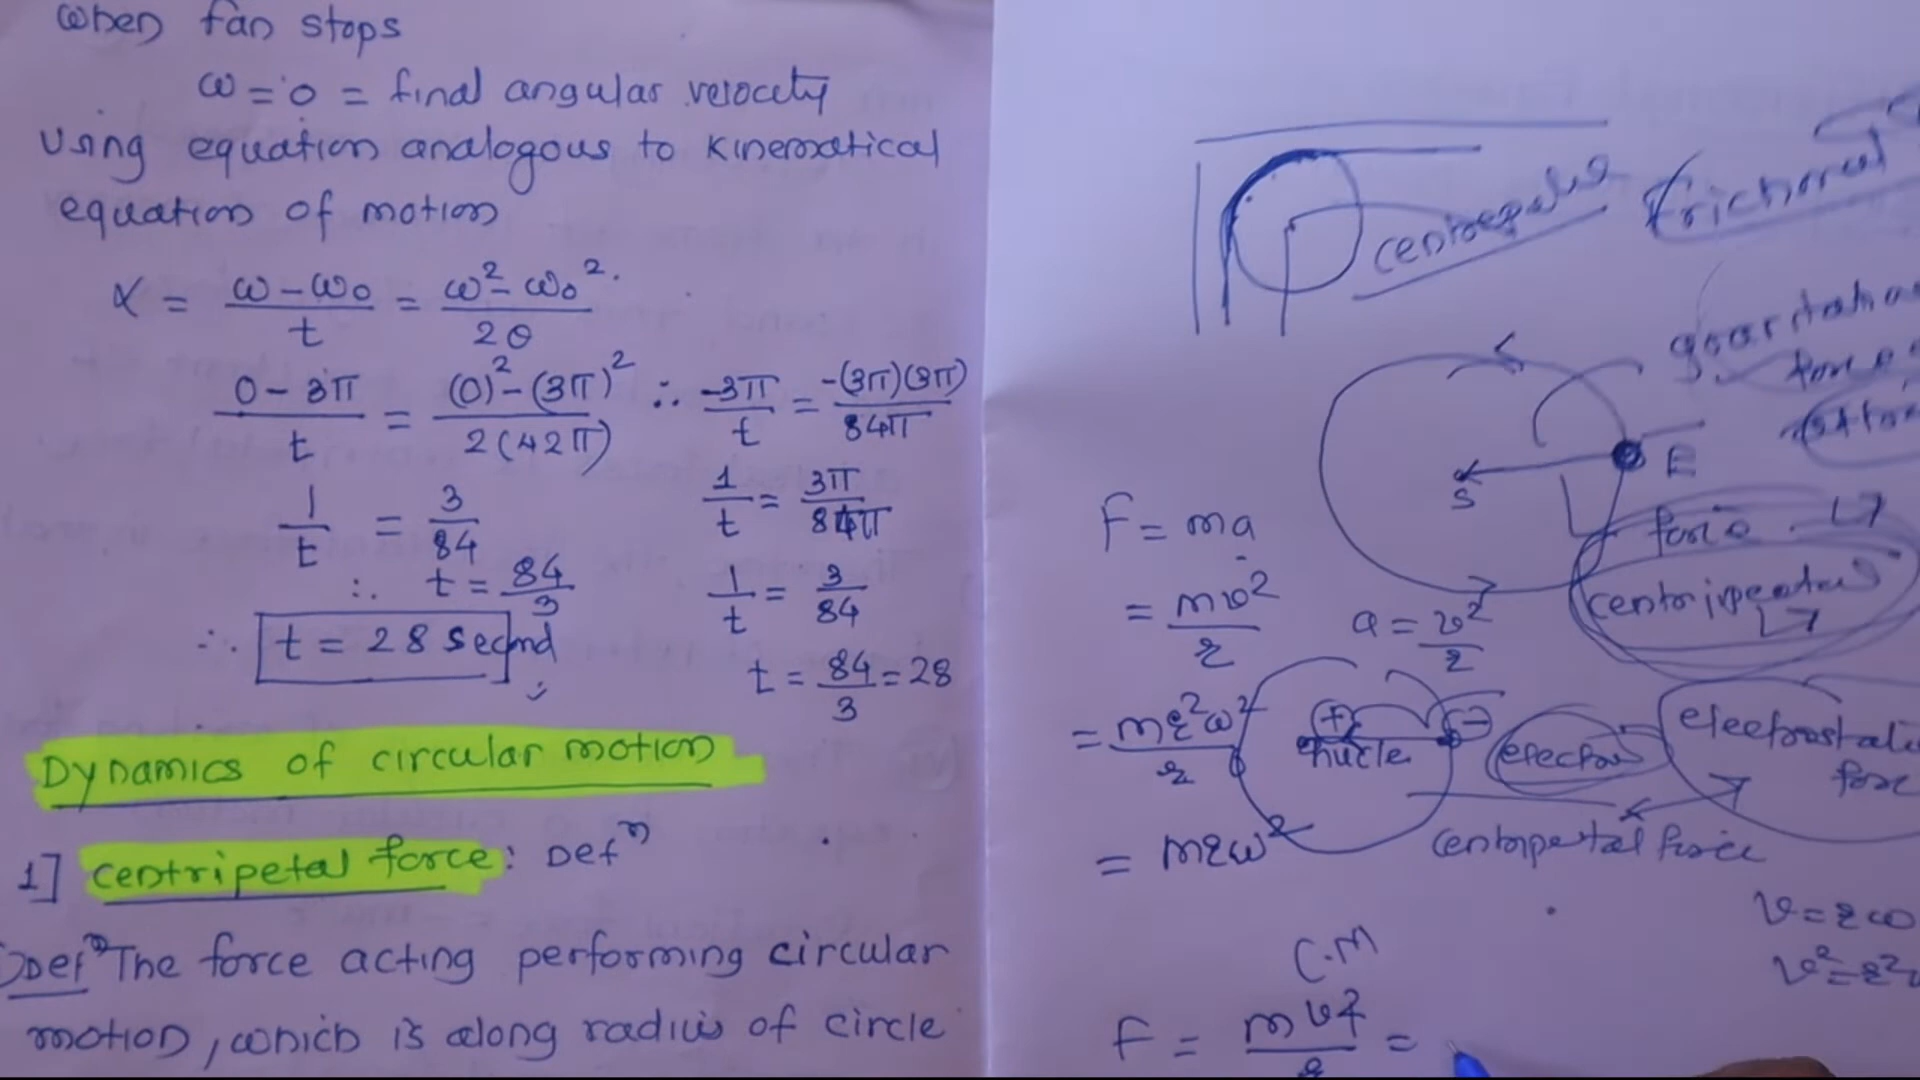 when fan stops
ω = 0 = final angular velocity
Using equation analogous to kinematical
equation of motion
α = ω - ω₀ / t = ω² - ω₀² / 2θ
0 - 3π / t = (0)² - (3π)² / 2(42π) ∴ -3π / t = -(3π)(3π) / 84π
1/t = 3/84
1/t = 3π / 84π
∴ t = 84/3
1/t = 3/84
∴ t = 28 second
t = 84/3 = 28
Dynamics of circular motion
1] centripetal force: Defⁿ
Defⁿ The force acting performing circular
motion, which is along radius of circle
frictional
E
S
F = ma
force
= mv²/r
a = v²/r
centripetal
= mr²ω²/r
+
-
nucle
electron
electrostatic
force
= mrω²
centripetal force
v = rω
C.M
F = mv²/r =